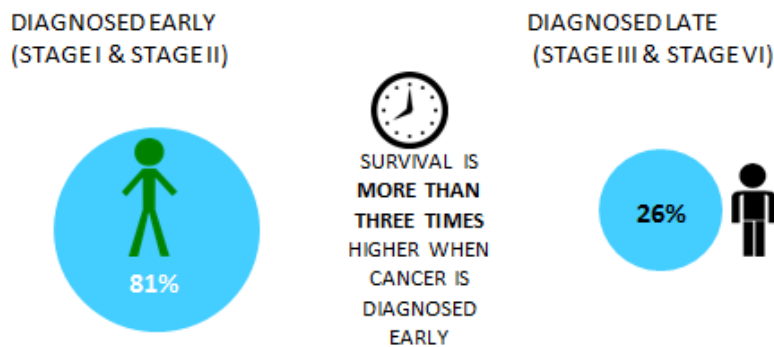 DIAGNOSED EARLY
(STAGE I & STAGE II)
81%
SURVIVAL IS
MORE THAN
THREE TIMES
HIGHER WHEN
CANCER IS
DIAGNOSED
EARLY
DIAGNOSED LATE
(STAGE III & STAGE VI)
26%